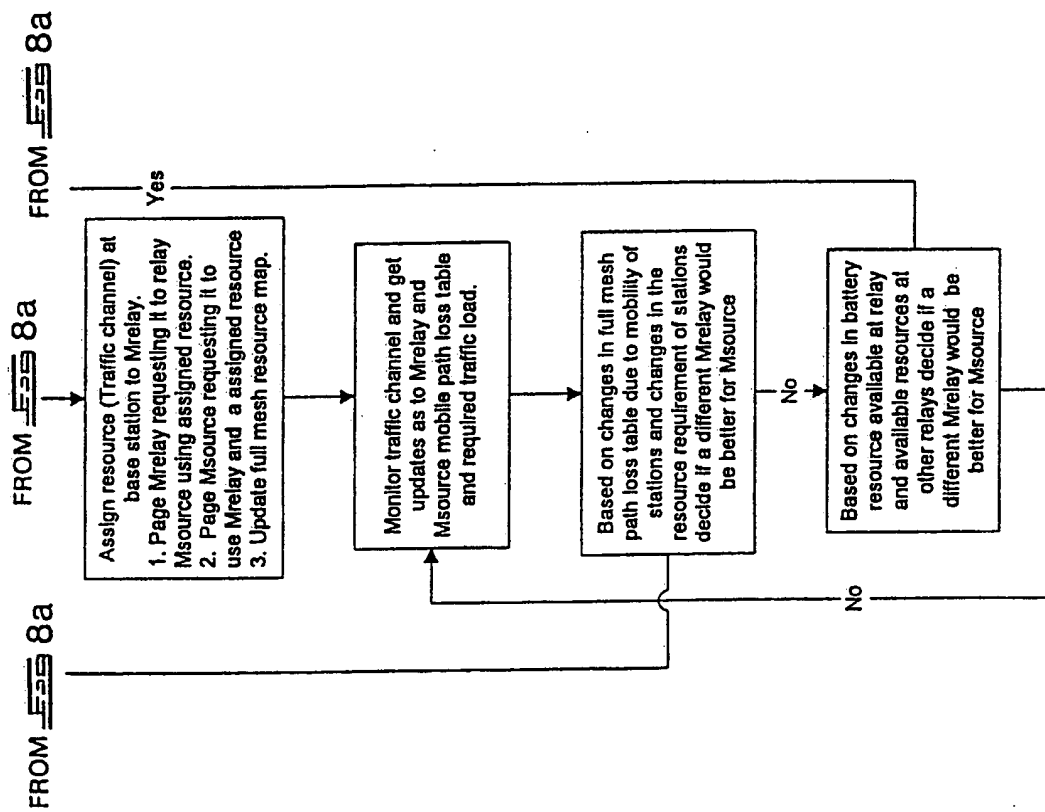 FROM Fig 8a
FROM Fig 8a
FROM Fig 8a
Assign resource (Traffic channel) at
base station to Mrelay.
1. Page Mrelay requesting it to relay
Msource using assigned resource.
2. Page Msource requesting it to
use Mrelay and a assigned resource
3. Update full mesh resource map.
Yes
Monitor traffic channel and get
updates as to Mrelay and
Msource mobile path loss table
and required traffic load.
Based on changes in full mesh
path loss table due to mobility of
stations and changes in the
resource requirement of stations
decide if a different Mrelay would
be better for Msource
No
No
Based on changes in battery
resource available at relay
and available resources at
other relays decide if a
different Mrelay would be
better for Msource